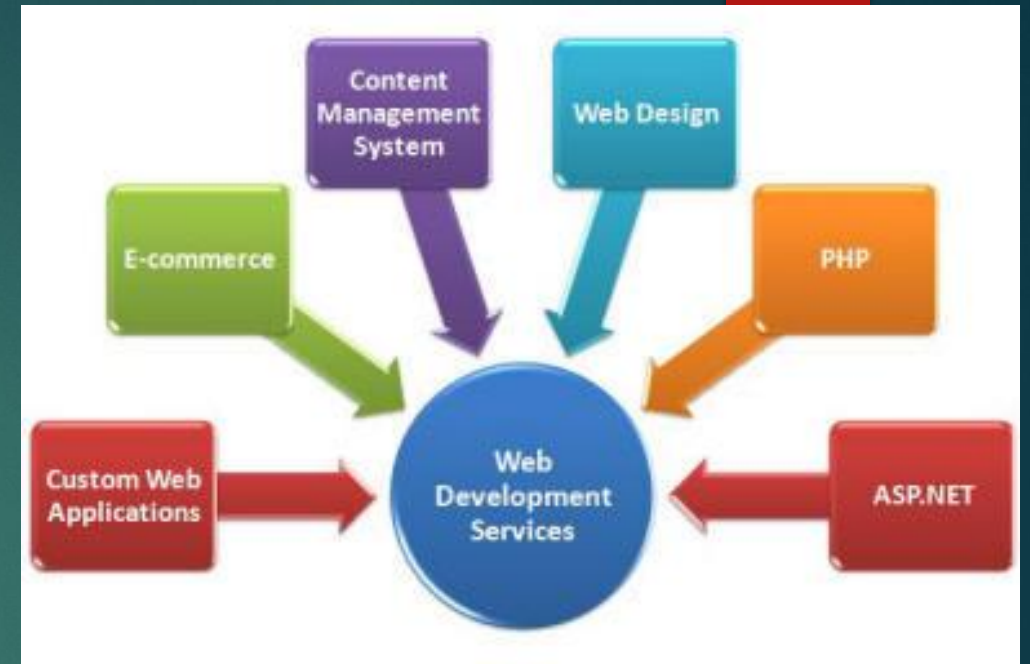 Content
Management
System
Web Design
E-commerce
PHP
Custom Web
Applications
Web
Development
Services
ASP.NET